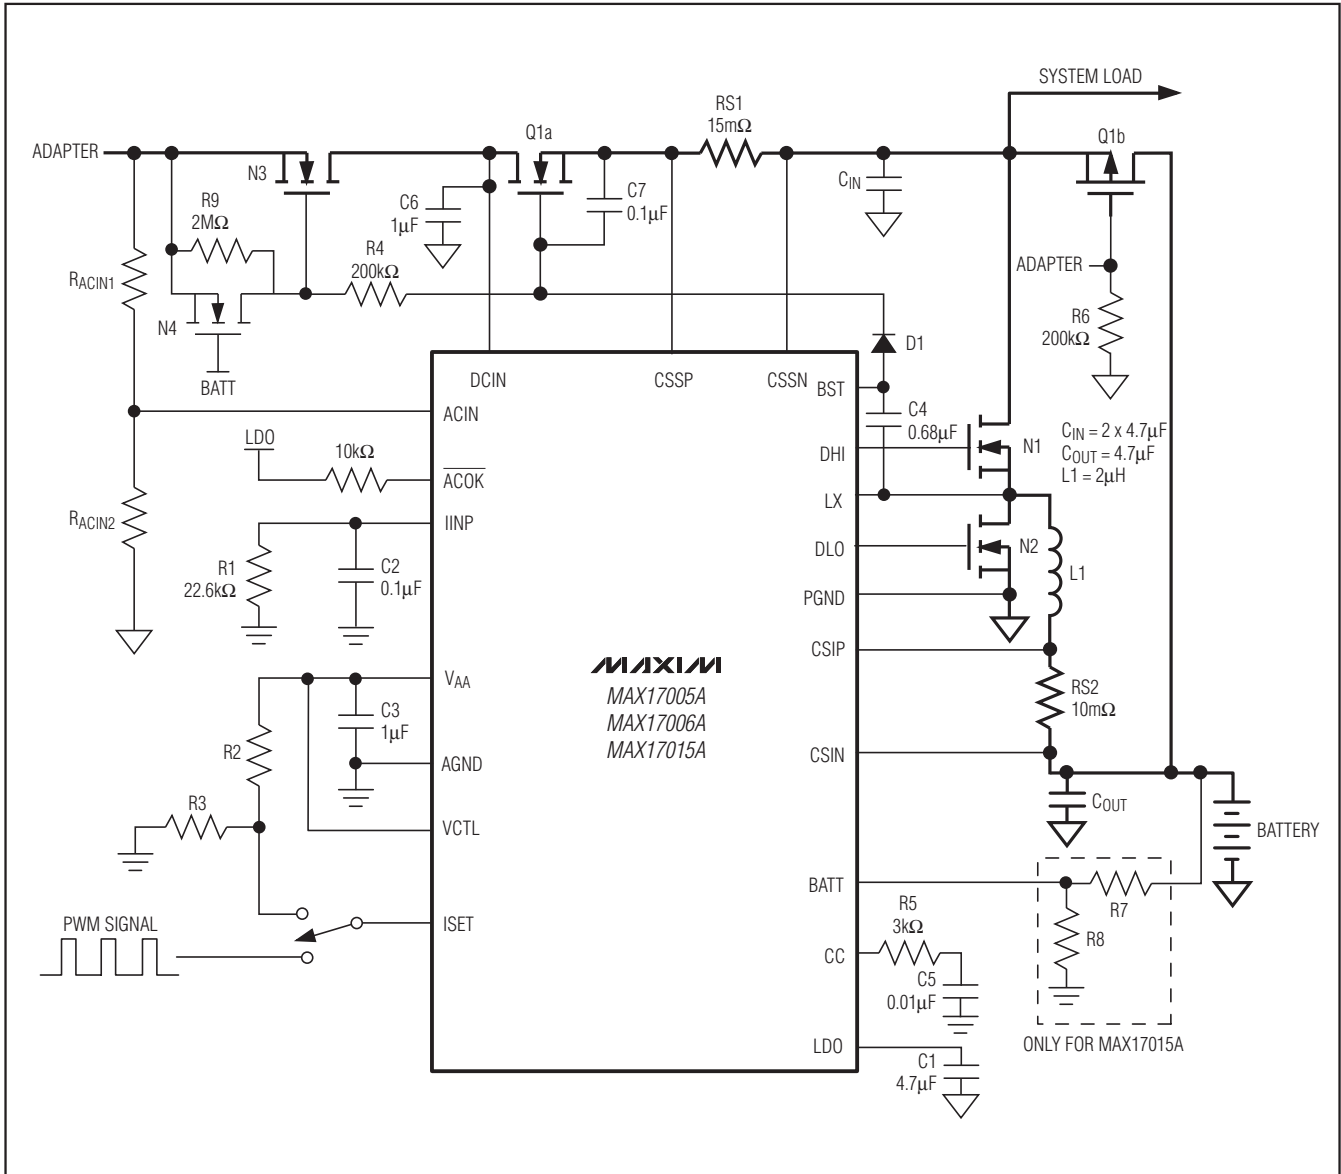 SYSTEM LOAD
RS1
15mΩ
Q1a
Q1b
ADAPTER
N3
C7
0.1μF
C6
1μF
CIN
R9
2MΩ
R4
200kΩ
RACIN1
ADAPTER
N4
R6
200kΩ
D1
BATT
DCIN
CSSP
CSSN
BST
ACIN
C4
0.68μF
CIN = 2 x 4.7μF
COUT = 4.7μF
L1 = 2μH
LDO
10kΩ
N1
DHI
ACOK
LX
RACIN2
IINP
DLO
N2
R1
22.6kΩ
C2
0.1μF
L1
PGND
CSIP
MAXIM
MAX17005A
MAX17006A
MAX17015A
VAA
RS2
10mΩ
C3
1μF
R2
CSIN
AGND
R3
COUT
VCTL
BATTERY
BATT
R7
R5
3kΩ
PWM SIGNAL
ISET
R8
CC
C5
0.01μF
LDO
ONLY FOR MAX17015A
C1
4.7μF